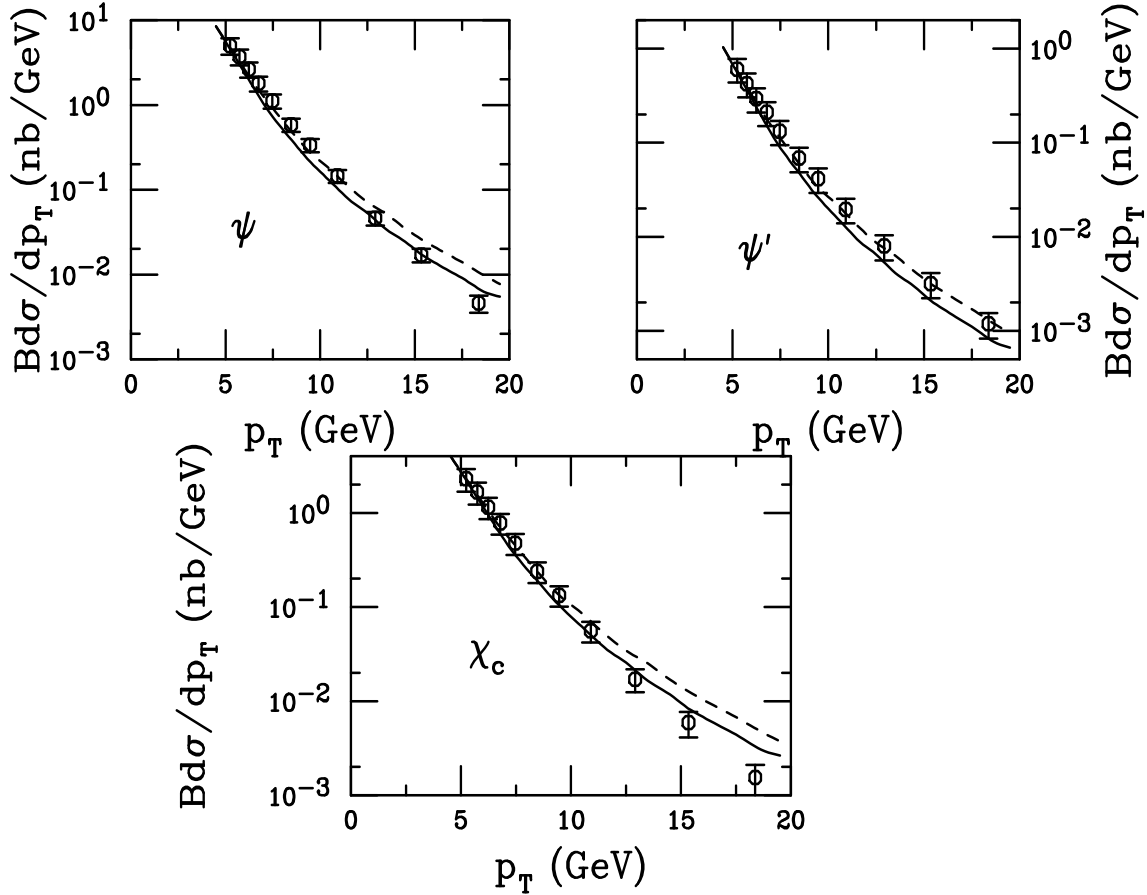 10¹
10⁰
10⁻¹
10⁻²
10⁻³
Bdσ/dp_T (nb/GeV)
ψ
0 5 10 15 20
p_T (GeV)
10⁰
10⁻¹
10⁻²
10⁻³
Bdσ/dp_T (nb/GeV)
ψ'
0 5 10 15 20
p_T (GeV)
10⁰
10⁻¹
10⁻²
10⁻³
Bdσ/dp_T (nb/GeV)
χ_c
0 5 10 15 20
p_T (GeV)